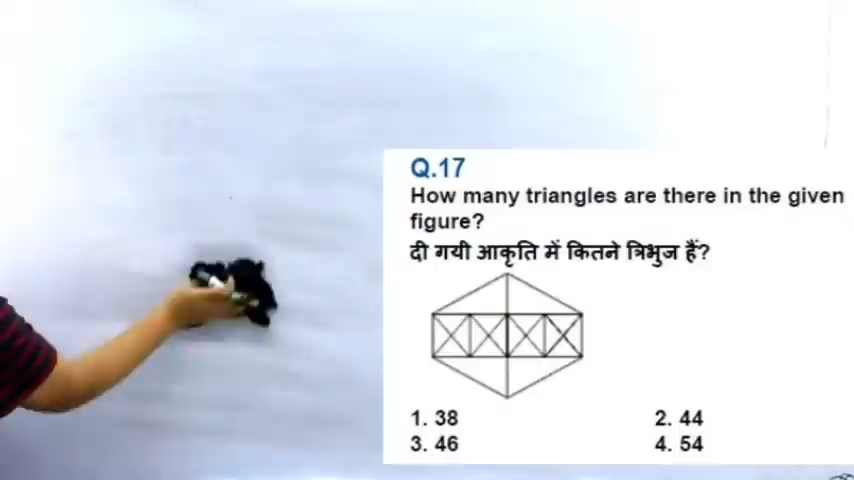 Q.17
How many triangles are there in the given
figure?
दी गयी आकृति में कितने त्रिभुज हैं?
1. 38 2. 44
3. 46 4. 54